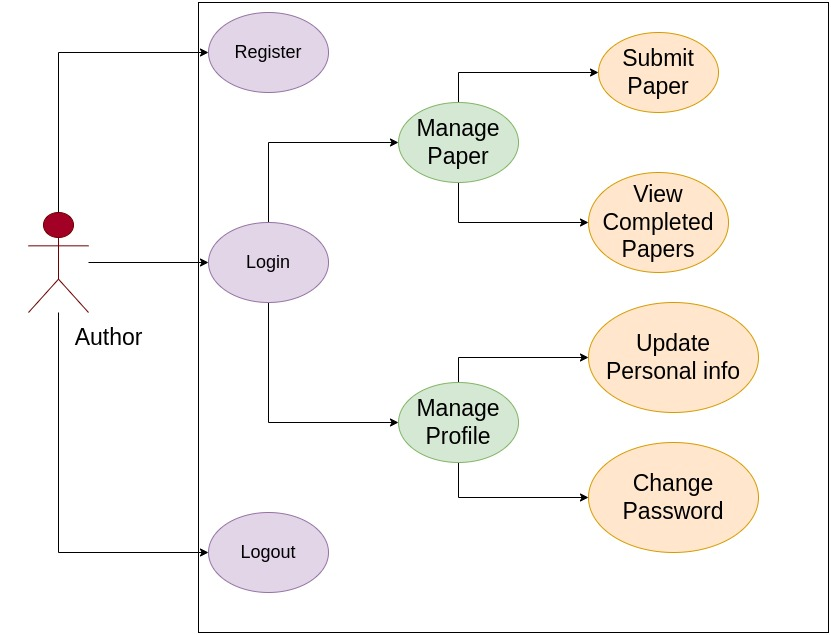 Register
Submit
Paper
Manage
Paper
View
Completed
Papers
Login
Author
Update
Personal info
Manage
Profile
Change
Password
Logout